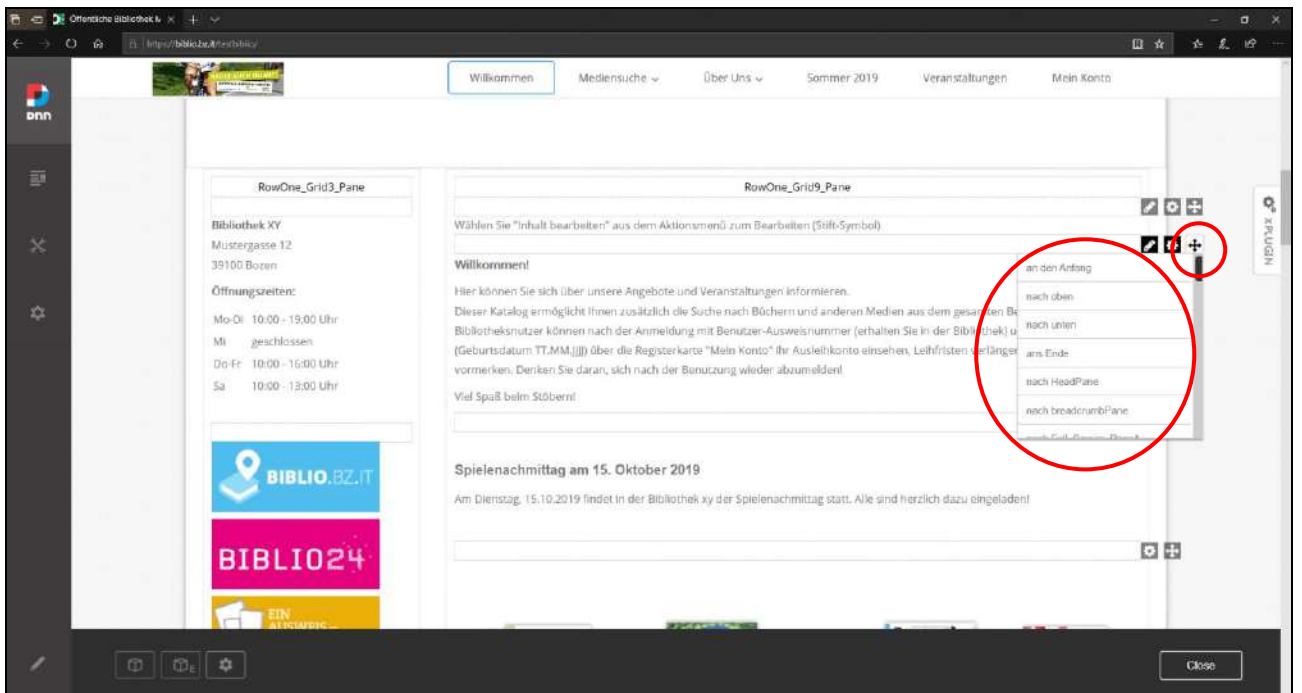 Öffentliche Bibliothek
https://biblio.bz.it/testbiblio/
Willkommen
Mediensuche
Über Uns
Sommer 2019
Veranstaltungen
Mein Konto
Dnn
RowOne_Grid3_Pane
RowOne_Grid9_Pane
XPLUGIN
Bibliothek XY
Mustergasse 12
39100 Bozen
Öffnungszeiten:
Mo-Di 10:00 - 19:00 Uhr
Mi geschlossen
Do-Fr 10:00 - 16:00 Uhr
Sa 10:00 - 13:00 Uhr
BIBLIO.BZ.IT
BIBLIO24
EIN
AUSWEIS –
Wählen Sie "Inhalt bearbeiten" aus dem Aktionsmenü zum Bearbeiten (Stift-Symbol)
Willkommen!
Hier können Sie sich über unsere Angebote und Veranstaltungen informieren.
Dieser Katalog ermöglicht Ihnen zusätzlich die Suche nach Büchern und anderen Medien aus dem gesamten Be
Bibliotheksnutzer können nach der Anmeldung mit Benutzer-Ausweisnummer (erhalten Sie in der Bibliothek) u
(Geburtsdatum TT.MM.JJJJ) über die Registerkarte "Mein Konto" Ihr Ausleihkonto einsehen, Leihfristen verlänger
vormerken. Denken Sie daran, sich nach der Benutzung wieder abzumelden!
Viel Spaß beim Stöbern!
an den Anfang
nach oben
nach unten
ans Ende
nach HeadPane
nach breadcrumbPane
Spielenachmittag am 15. Oktober 2019
Am Dienstag, 15.10.2019 findet in der Bibliothek xy der Spielenachmittag statt. Alle sind herzlich dazu eingeladen!
Close